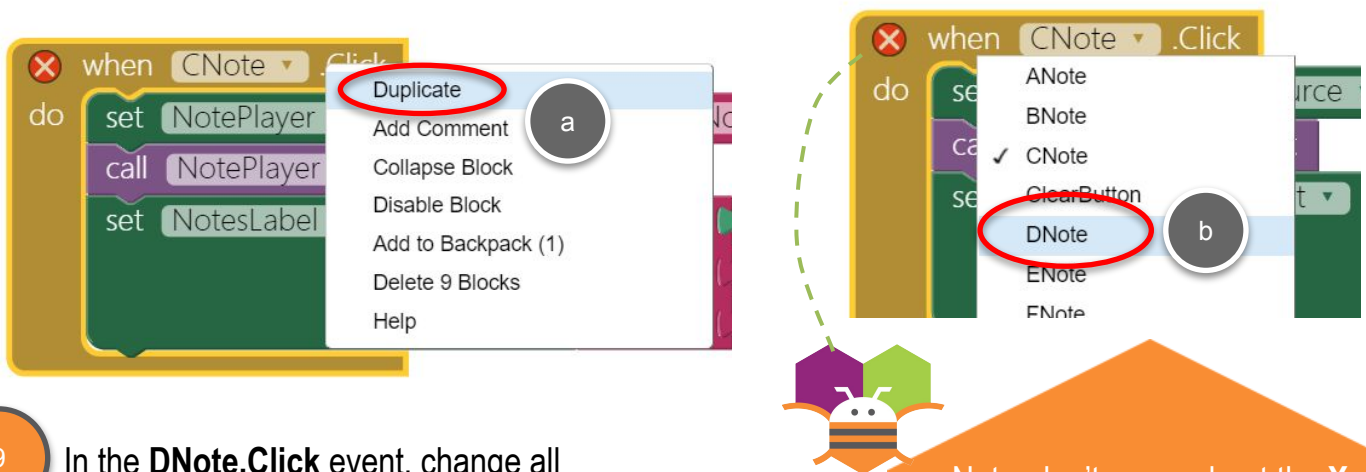 when CNote .Click
do set NotePlayer
call NotePlayer
set NotesLabel
Duplicate
Add Comment
Collapse Block
Disable Block
Add to Backpack (1)
Delete 9 Blocks
Help
a
when CNote .Click
do
ANote
BNote
✓ CNote
ClearButton
DNote
ENote
FNote
b
9
In the DNote.Click event, change all